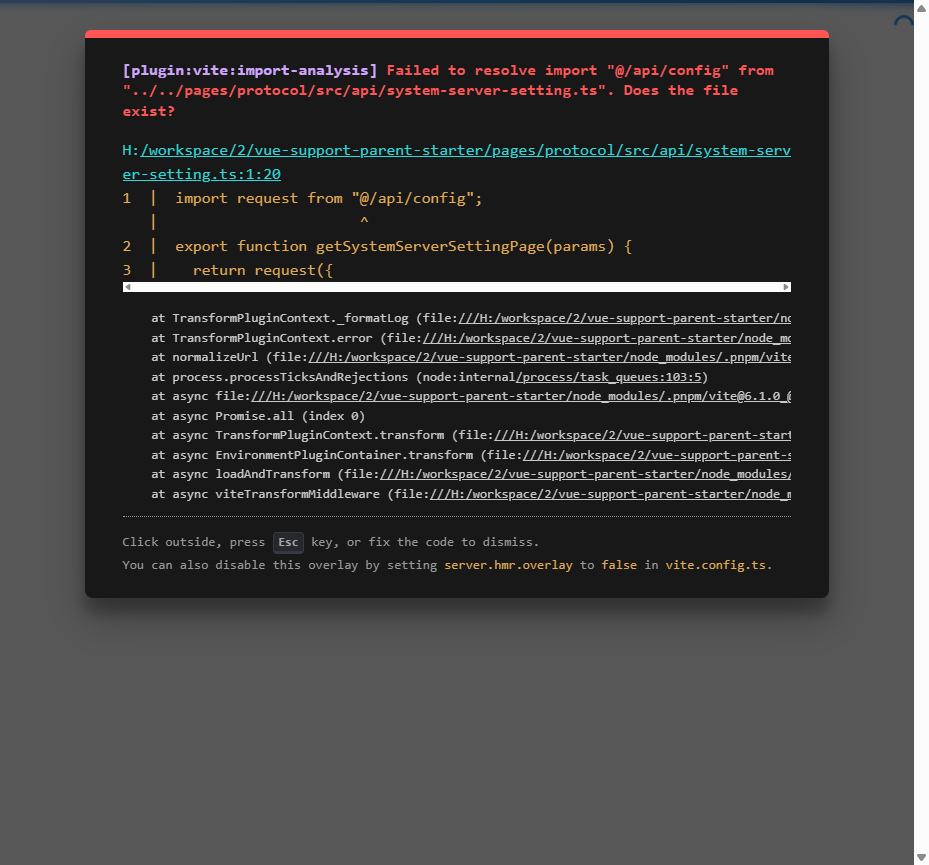 [plugin:vite:import-analysis] Failed to resolve import "@/api/config" from
"../../pages/protocol/src/api/system-server-setting.ts". Does the file
exist?
H:/workspace/2/vue-support-parent-starter/pages/protocol/src/api/system-serv
er-setting.ts:1:20
1 | import request from "@/api/config";
| ^
2 | export function getSystemServerSettingPage(params) {
3 | return request({
at TransformPluginContext._formatLog (file:///H:/workspace/2/vue-support-parent-starter/
at TransformPluginContext.error (file:///H:/workspace/2/vue-support-parent-starter/
at normalizeUrl (file:///H:/workspace/2/vue-support-parent-starter/node_modules/.pnpm/vite
at process.processTicksAndRejections (node:internal/process/task_queues:103:5)
at async file:///H:/workspace/2/vue-support-parent-starter/node_modules/.pnpm/vite@6.1.0_@
at async Promise.all (index 0)
at async TransformPluginContext.transform (file:///H:/workspace/2/vue-support-parent-start
at async EnvironmentPluginContainer.transform (file:///H:/workspace/2/vue-support-parent-s
at async loadAndTransform (file:///H:/workspace/2/vue-support-parent-starter/node_modules/
at async viteTransformMiddleware (file:///H:/workspace/2/vue-support-parent-starter/
Click outside, press Esc key, or fix the code to dismiss.
You can also disable this overlay by setting server.hmr.overlay to false in vite.config.ts.